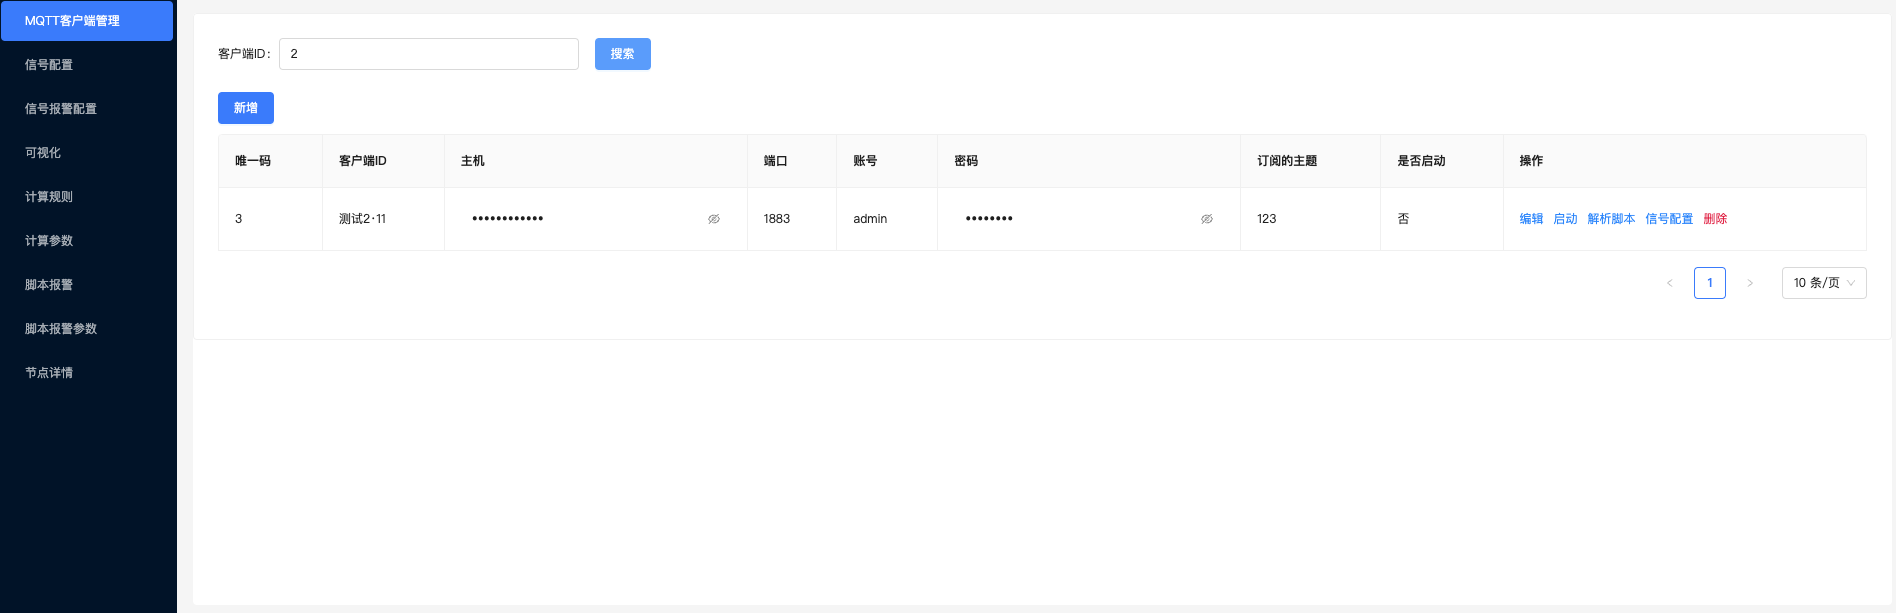 MQTT客户端管理
信号配置
信号报警配置
可视化
计算规则
计算参数
脚本报警
脚本报警参数
节点详情
客户端ID： 2 搜索
新增
唯一码 客户端ID 主机 端口 账号 密码 订阅的主题 是否启动 操作
3 测试2·11 •••••••••••• 1883 admin •••••••• 123 否 编辑 启动 解析脚本 信号配置 删除
< 1 > 10 条/页